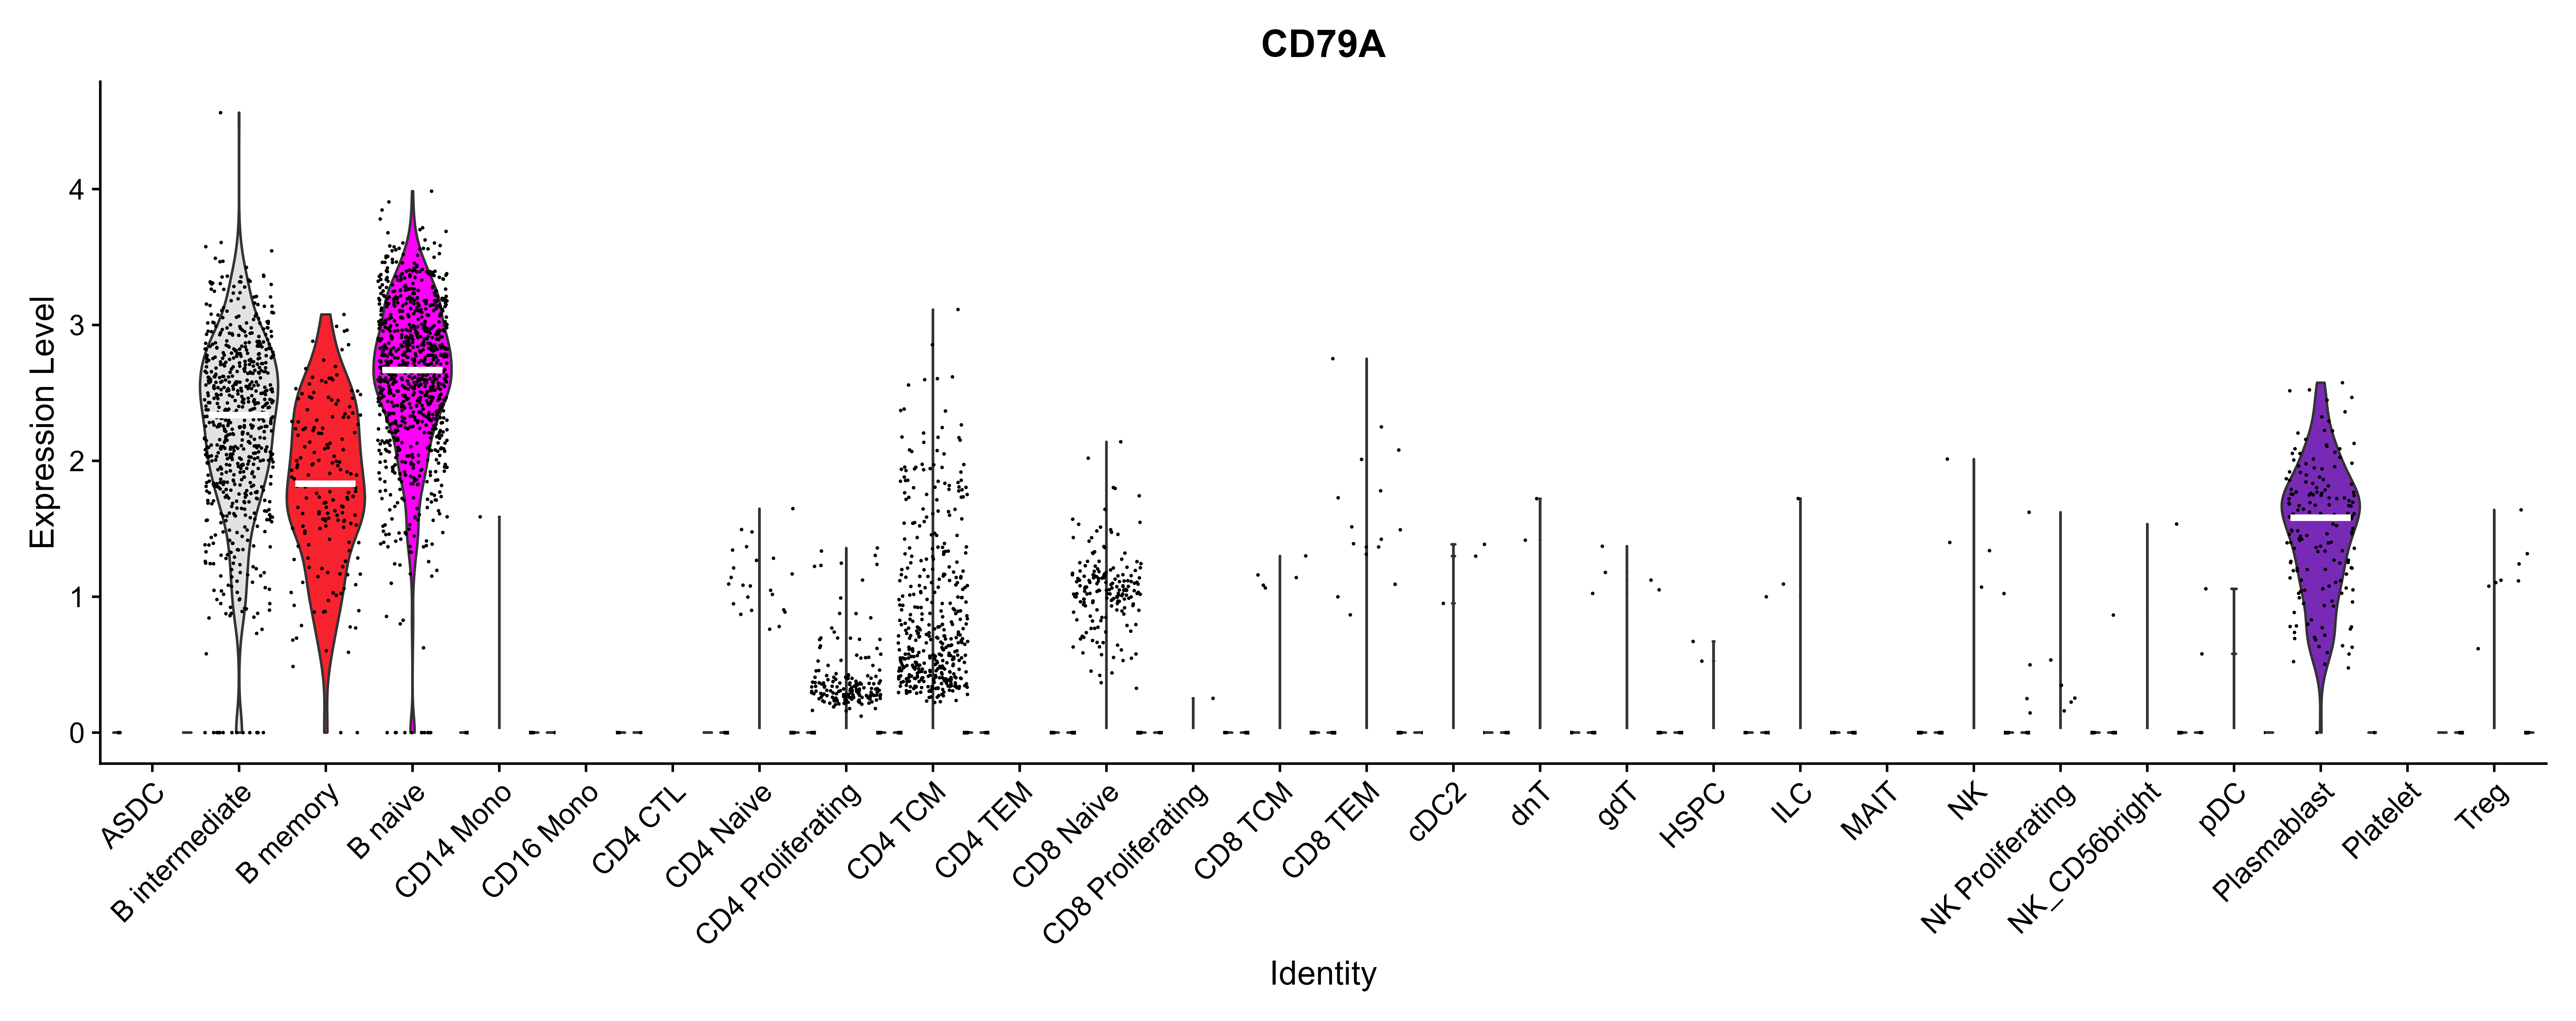 CD79A
Expression Level
4
3
2
1
0
ASDC
B intermediate
B memory
B naive
CD14 Mono
CD16 Mono
CD4 CTL
CD4 Naive
CD4 Proliferating
CD4 TCM
CD4 TEM
CD8 Naive
CD8 Proliferating
CD8 TCM
CD8 TEM
cDC2
dnT
gdT
HSPC
ILC
MAIT
NK
NK Proliferating
NK_CD56bright
pDC
Plasmablast
Platelet
Treg
Identity